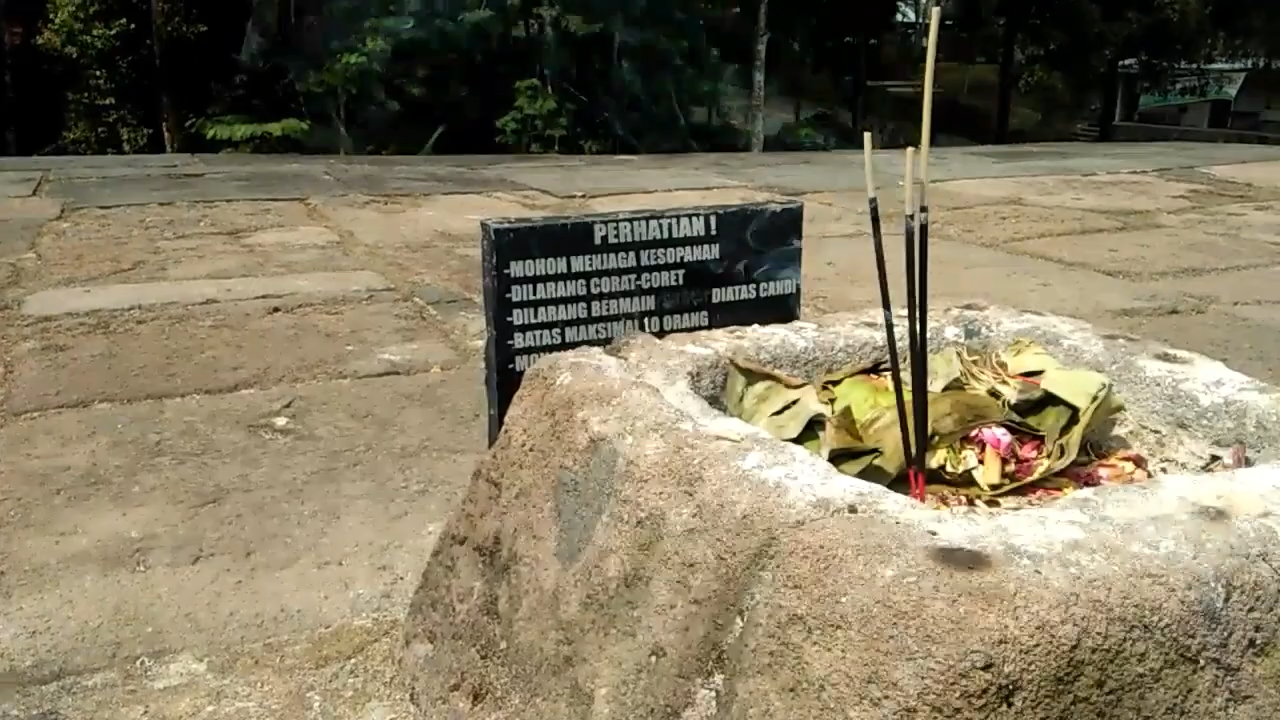 PERHATIAN !
-MOHON MENJAGA KESOPANAN
-DILARANG CORAT-CORET
-DILARANG BERMAIN DIATAS CANDI
-BATAS MAKSIMAL 10 ORANG